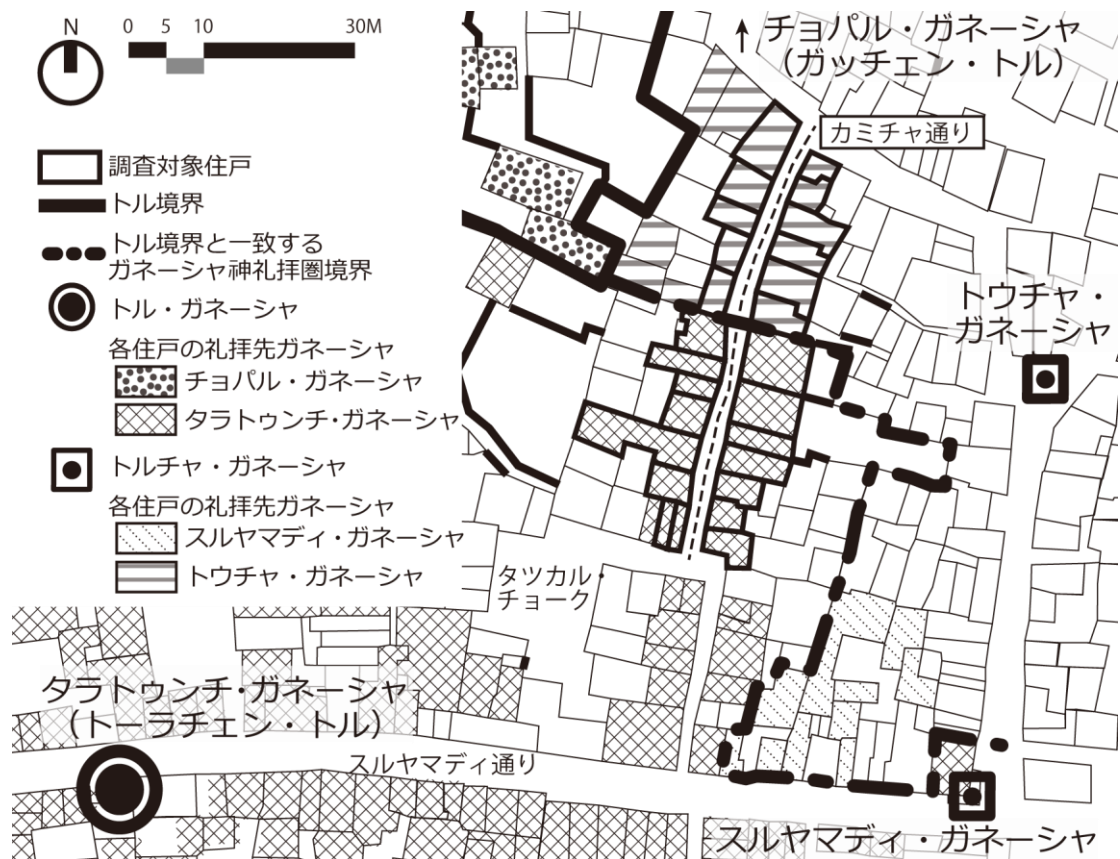 N
0 5 10 30M
調査対象住戸
トル境界
トル境界と一致する
ガネーシャ神礼拝圏境界
トル・ガネーシャ
各住戸の礼拝先ガネーシャ
チョパル・ガネーシャ
タラトゥンチ・ガネーシャ
トルチャ・ガネーシャ
各住戸の礼拝先ガネーシャ
スルヤマディ・ガネーシャ
トウチャ・ガネーシャ
チョパル・ガネーシャ
(ガッチェン・トル)
カミチャ通り
トウチャ・
ガネーシャ
タツカル・
チョーク
タラトゥンチ・ガネーシャ
(トーラチェン・トル)
スルヤマディ通り
スルヤマディ・ガネーシャ